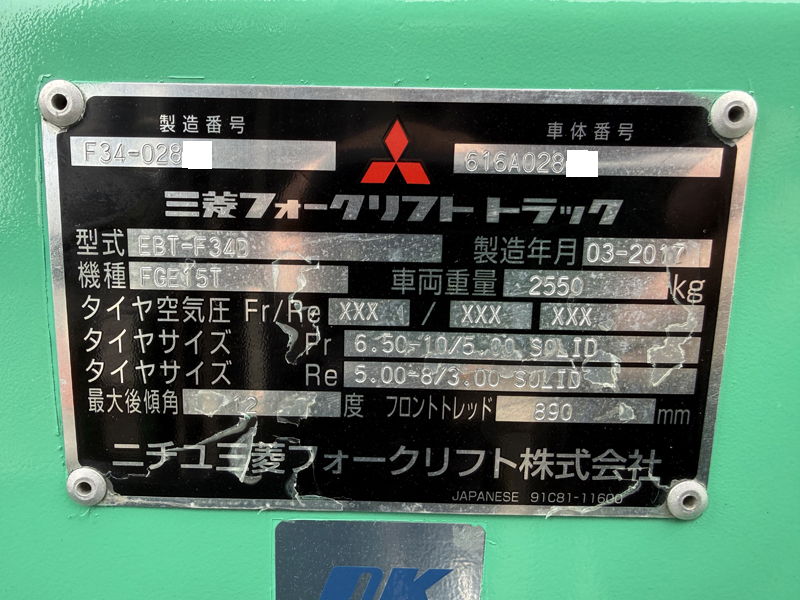 製造番号 車体番号
F34-028 616A028
三菱フォークリフト トラック
型式 EBT-F34D 製造年月 03-2017
機種 FGE15T 車両重量 2550 kg
タイヤ空気圧 Fr/Re XXX / XXX XXX
タイヤサイズ Fr 6.50-10/5.00 SOLID
タイヤサイズ Re 5.00-8/3.00-SOLID
最大後傾角 12 度 フロントトレッド 890 mm
ニチユ三菱フォークリフト株式会社
JAPANESE 91C81-11600